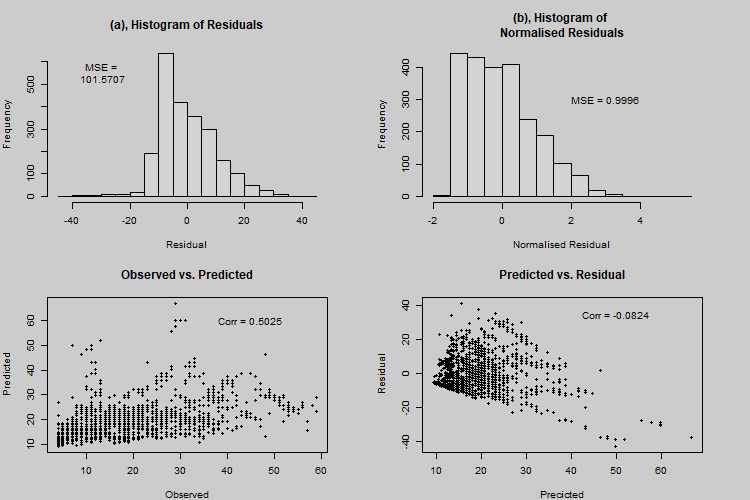 (a), Histogram of Residuals
MSE =
101.5707
Frequency
0 100 300 500
-40 -20 0 20 40
Residual
(b), Histogram of
Normalised Residuals
MSE = 0.9996
Frequency
0 100 200 300 400
-2 0 2 4
Normalised Residual
Observed vs. Predicted
Corr = 0.5025
Predicted
10 20 30 40 50 60
10 20 30 40 50 60
Observed
Predicted vs. Residual
Corr = -0.0824
Residual
-40 -20 0 20 40
10 20 30 40 50 60
Precicted